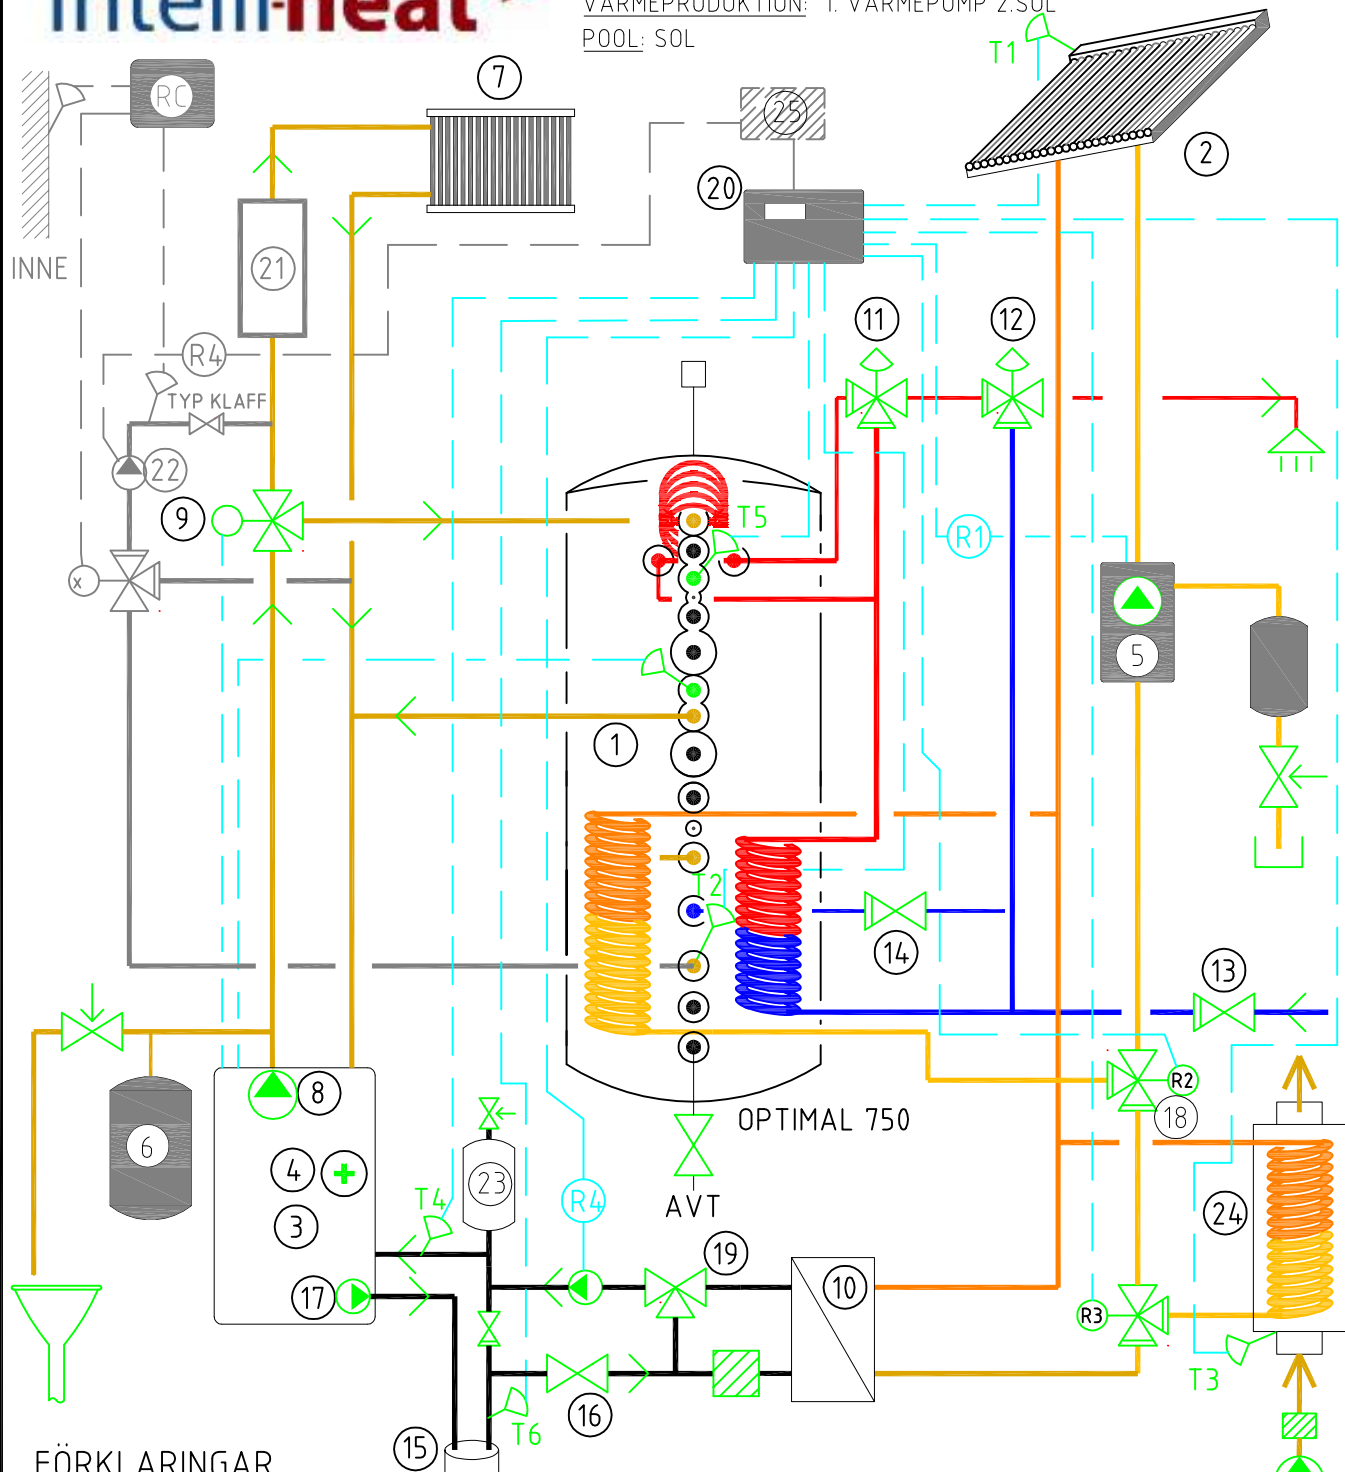 intelli-heat
VÄRMEPRODUKTION: 1. VÄRMEPUMP 2.SOL
POOL: SOL
T1
7
RC
25
2
20
21
INNE
11
12
R4
TYP KLAFF
22
9
T5
R1
x
5
1
T2
14
13
R2
18
OPTIMAL 750
8
6
4
+
23
T4
R4
AVT
24
3
19
17
10
R3
T3
16
T6
15
FÖRKLARINGAR